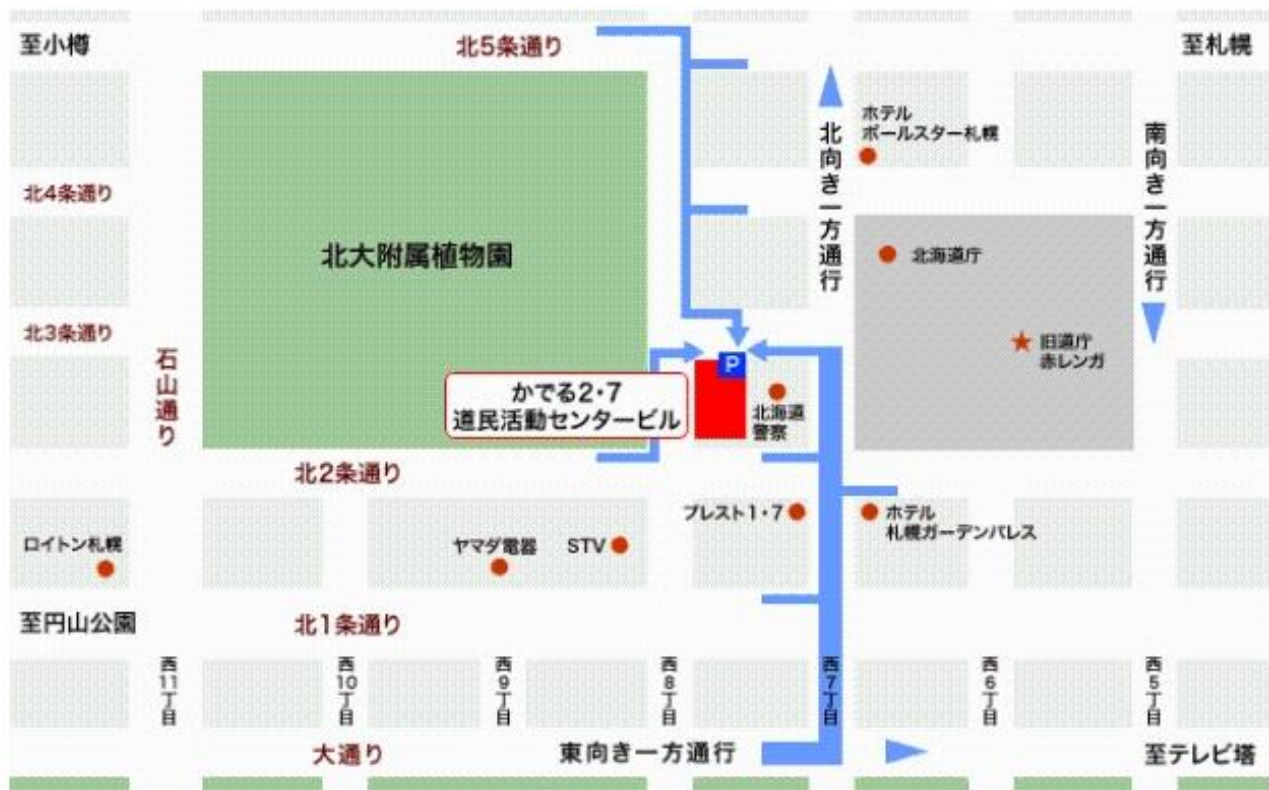 至小樽
北5条通り
至札幌
ホテル
ポールスター札幌
北向き一方通行
南向き一方通行
北4条通り
北大附属植物園
北海道庁
北3条通り
旧道庁
赤レンガ
石山通り
P
かでる2・7
道民活動センタービル
北海道
警察
北2条通り
プレスト1・7
ホテル
札幌ガーデンパレス
ロイトン札幌
ヤマダ電器
STV
至円山公園
北1条通り
西11丁目
西10丁目
西9丁目
西8丁目
西7丁目
西6丁目
西5丁目
大通り
東向き一方通行
至テレビ塔